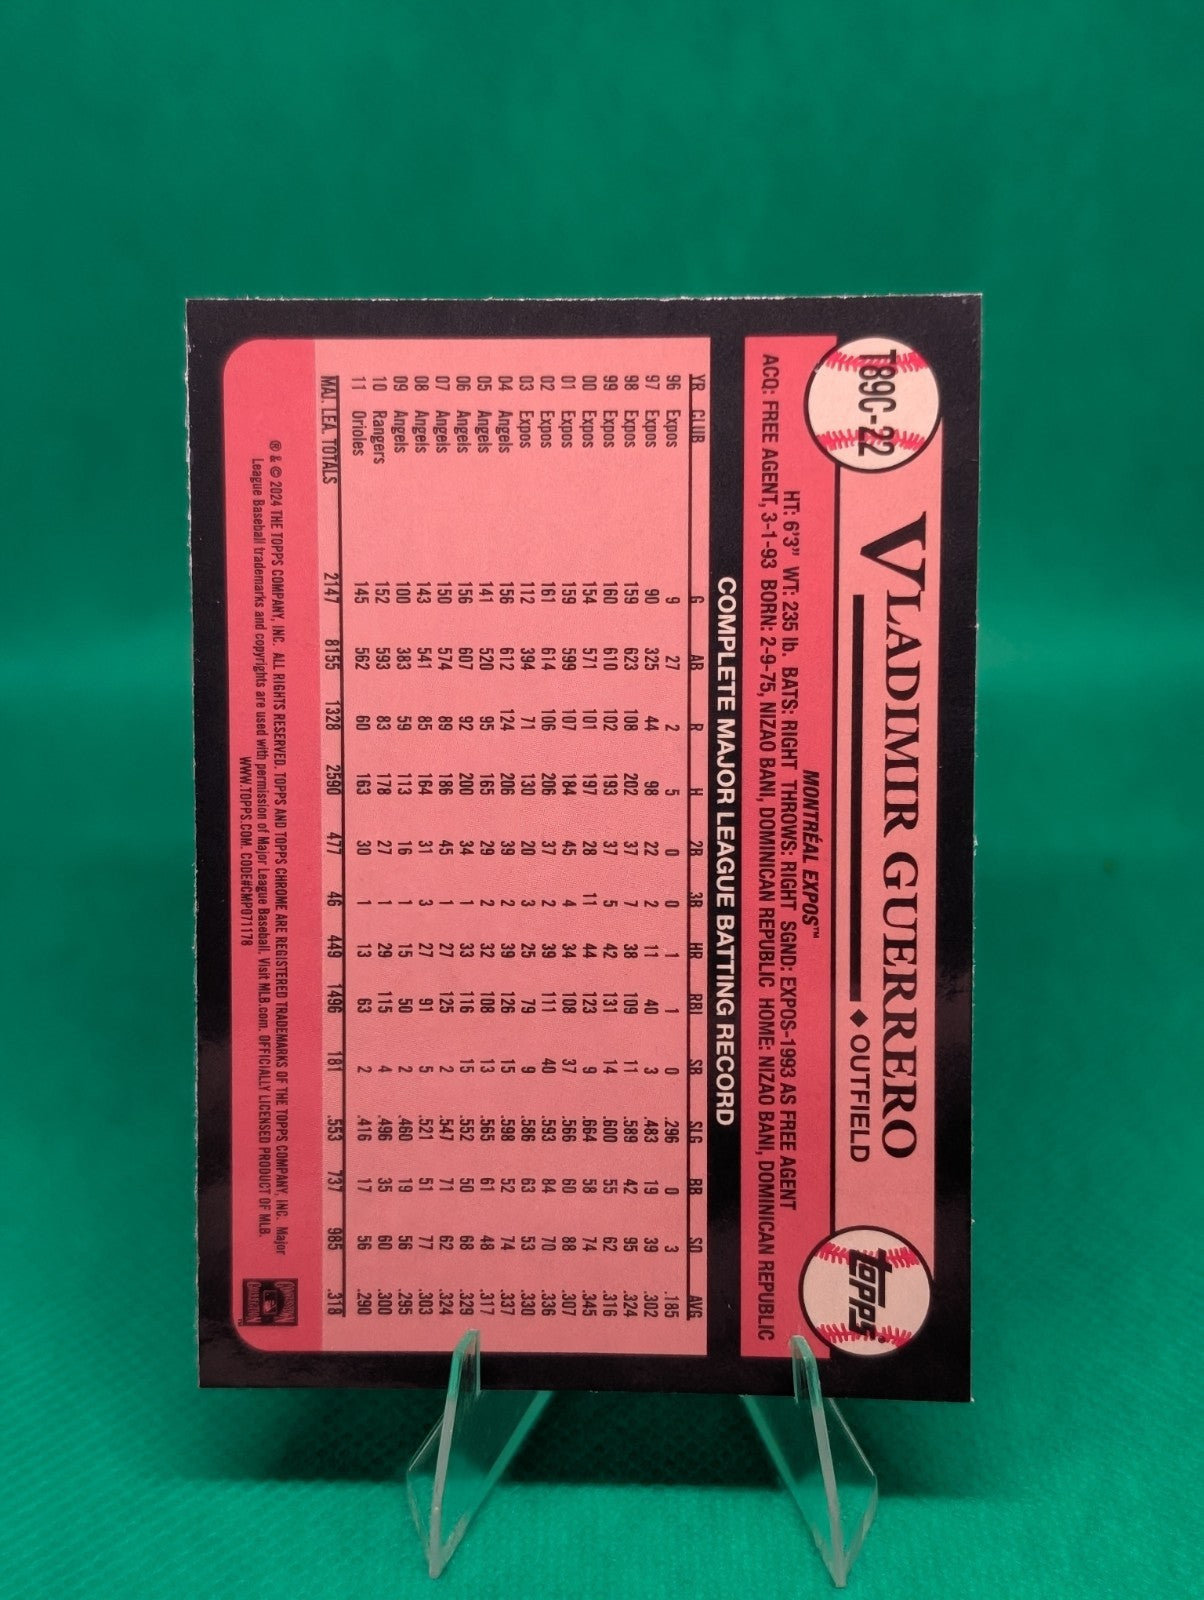 T89C-22
VLADIMIR GUERRERO
◆ OUTFIELD
Topps®
MONTRÉAL EXPOS™
HT: 6'3" WT: 235 lb. BATS: RIGHT THROWS: RIGHT SGND: EXPOS-1993 AS FREE AGENT
ACQ: FREE AGENT, 3-1-93 BORN: 2-9-75, NIZAO BANI, DOMINICAN REPUBLIC HOME: NIZAO BANI, DOMINICAN REPUBLIC
COMPLETE MAJOR LEAGUE BATTING RECORD
YR CLUB G AB R H 2B 3B HR RBI SB SLG BB SO AVG
96 Expos 9 27 2 5 0 0 1 1 0 .296 0 3 .185
97 Expos 90 325 44 98 22 2 11 40 3 .483 19 39 .302
98 Expos 159 623 108 202 37 7 38 109 11 .589 42 95 .324
99 Expos 160 610 102 193 37 5 42 131 14 .600 55 62 .316
00 Expos 154 571 101 197 28 11 44 123 9 .664 58 74 .345
01 Expos 159 599 107 184 45 4 34 108 37 .566 60 88 .307
02 Expos 161 614 106 206 37 2 39 111 40 .593 84 70 .336
03 Expos 112 394 71 130 20 3 25 79 9 .586 63 53 .330
04 Angels 156 612 124 206 39 2 39 126 15 .598 52 74 .337
05 Angels 141 520 95 165 29 2 32 108 13 .565 61 48 .317
06 Angels 156 607 92 200 34 1 33 116 15 .552 50 68 .329
07 Angels 150 574 89 186 45 1 27 125 2 .547 71 62 .324
08 Angels 143 541 85 164 31 3 27 91 5 .521 51 77 .303
09 Angels 100 383 59 113 16 1 15 50 2 .460 19 56 .295
10 Rangers 152 593 83 178 27 1 29 115 4 .496 35 60 .300
11 Orioles 145 562 60 163 30 1 13 63 2 .416 17 56 .290
MAJ. LEA. TOTALS 2147 8155 1328 2590 477 46 449 1496 181 .553 737 985 .318
® & © 2024 THE TOPPS COMPANY, INC. ALL RIGHTS RESERVED. TOPPS AND TOPPS CHROME ARE REGISTERED TRADEMARKS OF THE TOPPS COMPANY, INC. Major
League Baseball trademarks and copyrights are used with permission of Major League Baseball. Visit MLB.com. OFFICIALLY LICENSED PRODUCT OF MLB.
WWW.TOPPS.COM. CODE#CMP071178
COOPERSTOWN
COLLECTION